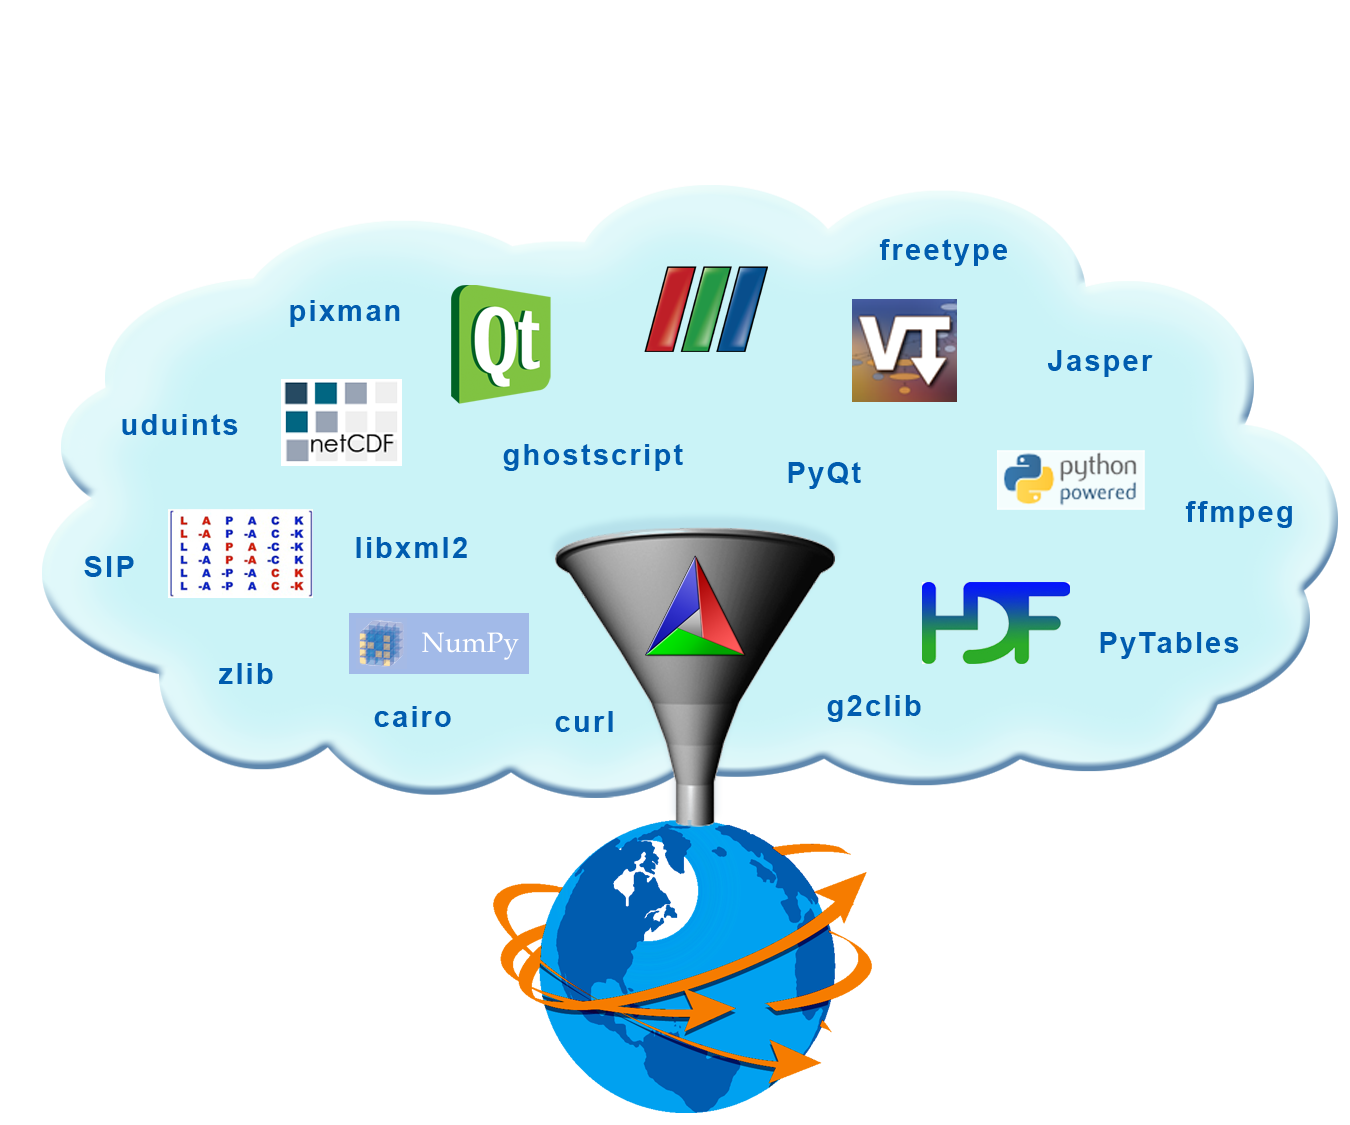 freetype
pixman
Qt
VT
Jasper
uduints
netCDF
ghostscript
PyQt
python
powered
ffmpeg
L A P A C K
L -A P -A C -K
L A P A -C -K
L -A P -A -C K
L A -P -A C K
L -A -P A C -K
SIP
libxml2
HDF
NumPy
PyTables
zlib
cairo
curl
g2clib